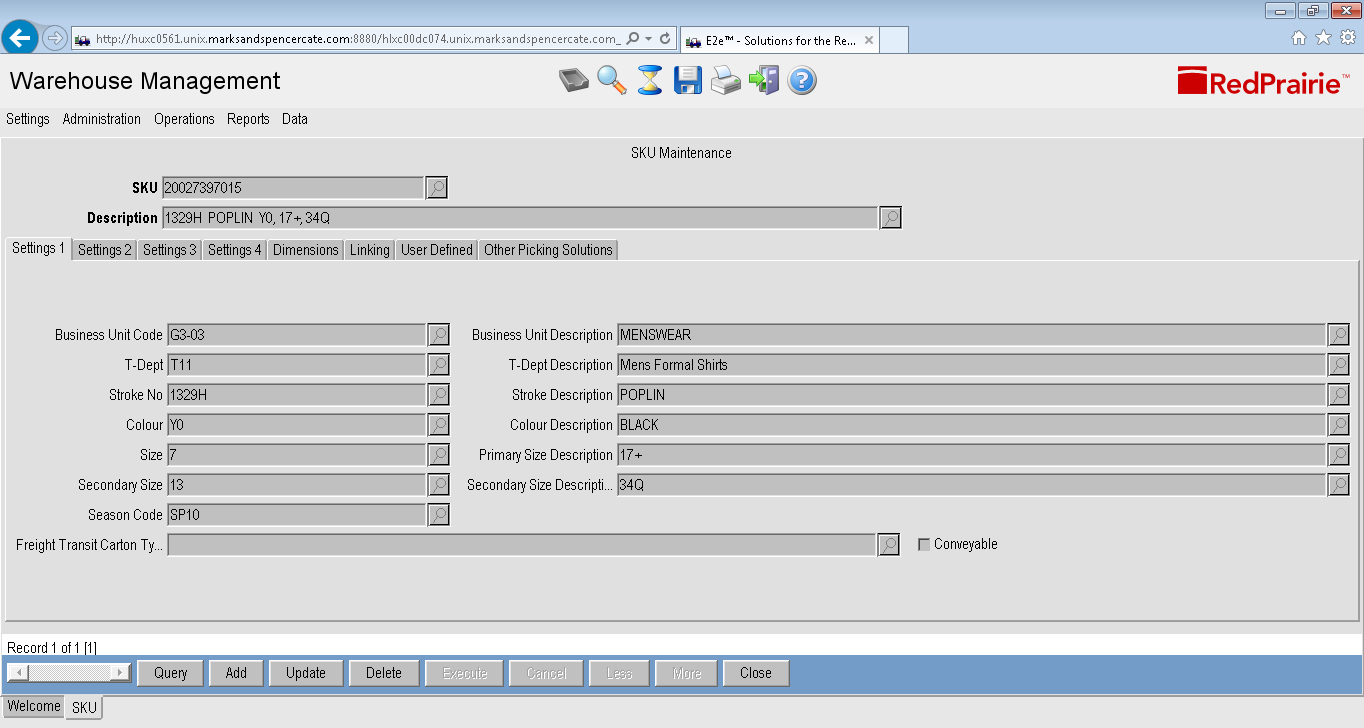 http://huxc0561.unix.marksandspencercate.com:8880/hlxc00dc074.unix.marksandspencercate.com_
E2e™ - Solutions for the Re...
Warehouse Management
RedPrairie™
Settings Administration Operations Reports Data
SKU Maintenance
SKU 20027397015
Description 1329H POPLIN Y0, 17+, 34Q
Settings 1 Settings 2 Settings 3 Settings 4 Dimensions Linking User Defined Other Picking Solutions
Business Unit Code G3-03 Business Unit Description MENSWEAR
T-Dept T11 T-Dept Description Mens Formal Shirts
Stroke No 1329H Stroke Description POPLIN
Colour Y0 Colour Description BLACK
Size 7 Primary Size Description 17+
Secondary Size 13 Secondary Size Descripti... 34Q
Season Code SP10
Freight Transit Carton Ty... Conveyable
Record 1 of 1 [1]
Query Add Update Delete Execute Cancel Less More Close
Welcome SKU